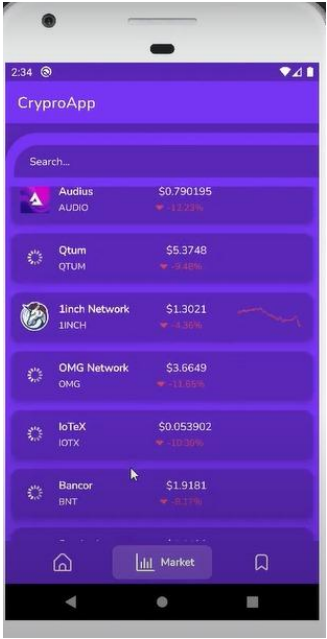 2:34
CryproApp
Search...
Audius $0.790195
AUDIO -11.23%
Qtum $5.3748
QTUM -9.48%
1inch Network $1.3021
1INCH -4.36%
OMG Network $3.6649
OMG -11.65%
IoTeX $0.053902
IOTX -10.39%
Bancor $1.9181
BNT -8.17%
Market